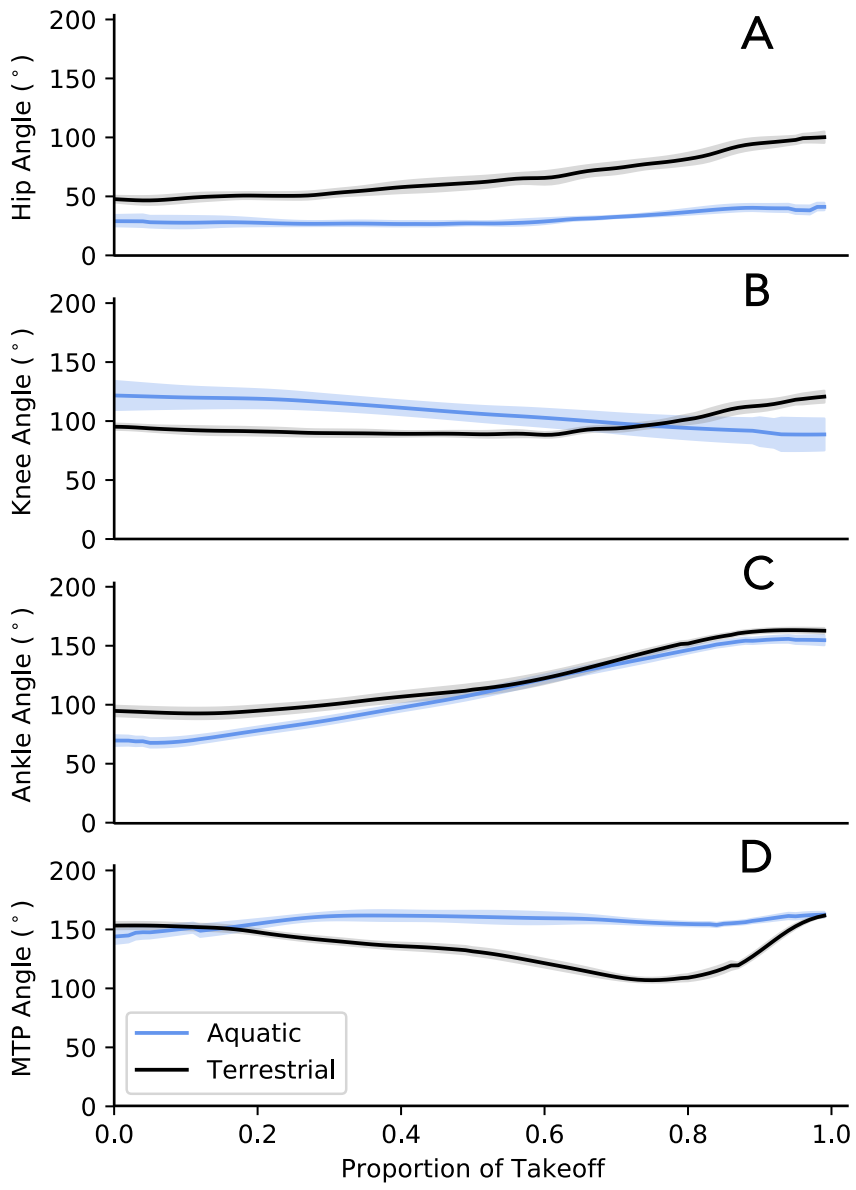 A
200
150
100
50
0
Hip Angle (°)
B
200
150
100
50
0
Knee Angle (°)
C
200
150
100
50
0
Ankle Angle (°)
D
200
150
100
50
0
MTP Angle (°)
Aquatic
Terrestrial
0.0 0.2 0.4 0.6 0.8 1.0
Proportion of Takeoff